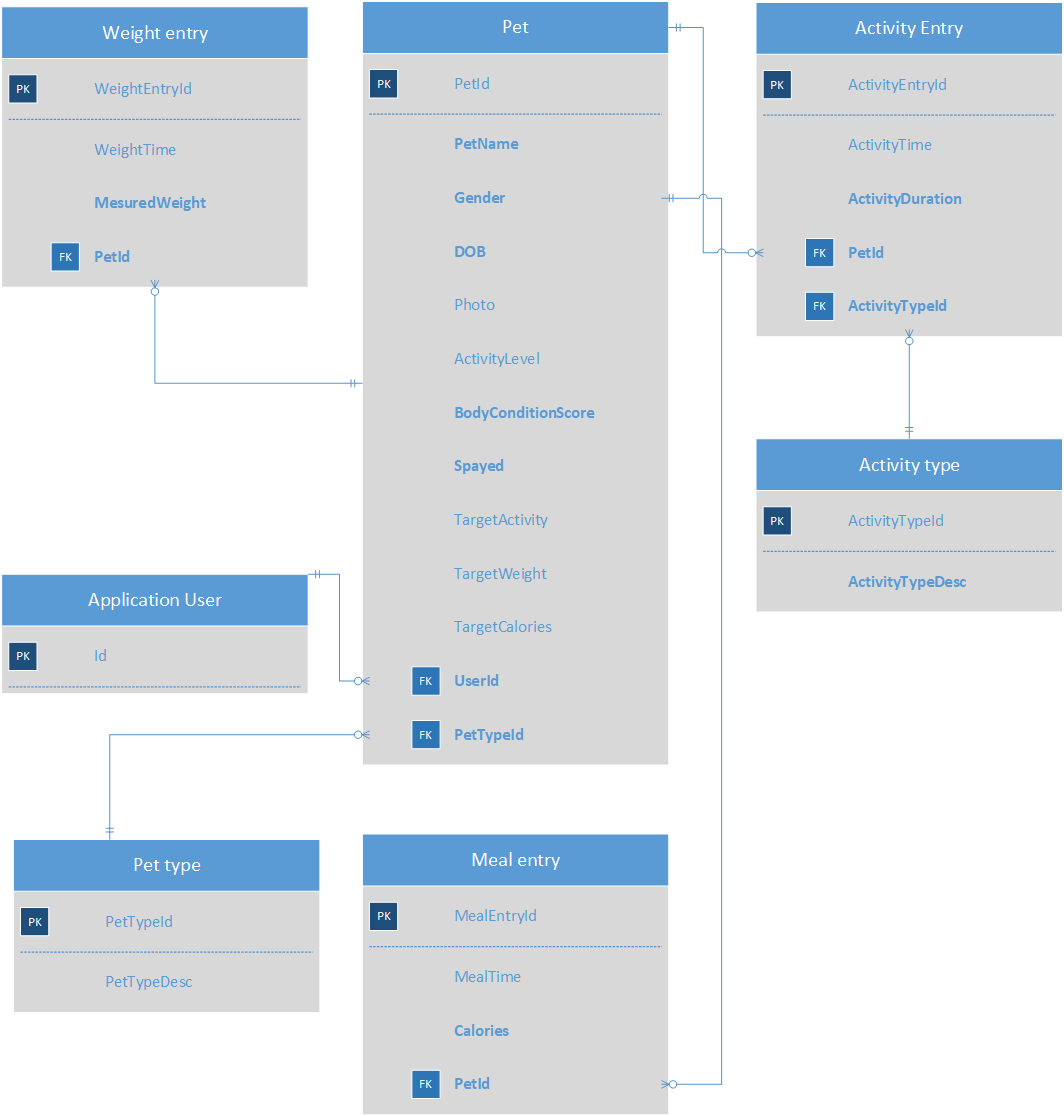 Weight entry
PK WeightEntryId
WeightTime
MesuredWeight
FK PetId
Pet
PK PetId
PetName
Gender
DOB
Photo
ActivityLevel
BodyConditionScore
Spayed
TargetActivity
TargetWeight
TargetCalories
FK UserId
FK PetTypeId
Activity Entry
PK ActivityEntryId
ActivityTime
ActivityDuration
FK PetId
FK ActivityTypeId
Activity type
PK ActivityTypeId
ActivityTypeDesc
Application User
PK Id
Pet type
PK PetTypeId
PetTypeDesc
Meal entry
PK MealEntryId
MealTime
Calories
FK PetId